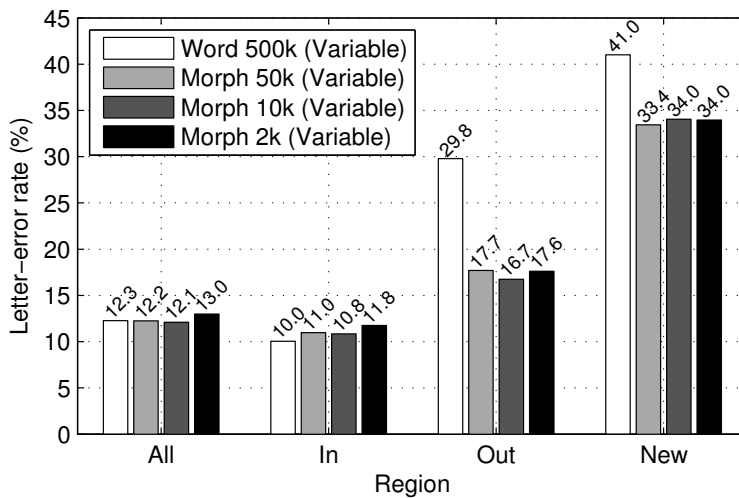 45
40
35
30
25
20
15
10
5
0
Letter-error rate (%)
Word 500k (Variable)
Morph 50k (Variable)
Morph 10k (Variable)
Morph 2k (Variable)
12.3 12.2 12.1 13.0
10.0 11.0 10.8 11.8
29.8 17.7 16.7 17.6
41.0 33.4 34.0 34.0
All In Out New
Region